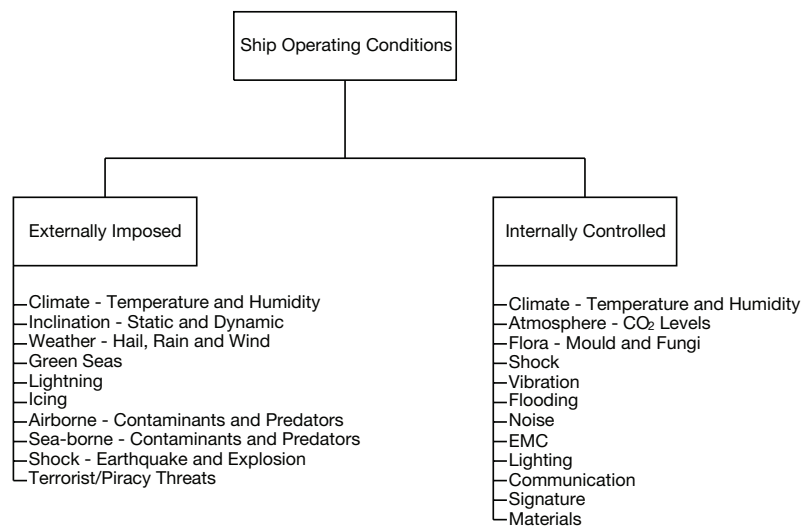 Ship Operating Conditions
Externally Imposed
Climate - Temperature and Humidity
Inclination - Static and Dynamic
Weather - Hail, Rain and Wind
Green Seas
Lightning
Icing
Airborne - Contaminants and Predators
Sea-borne - Contaminants and Predators
Shock - Earthquake and Explosion
Terrorist/Piracy Threats
Internally Controlled
Climate - Temperature and Humidity
Atmosphere - CO₂ Levels
Flora - Mould and Fungi
Shock
Vibration
Flooding
Noise
EMC
Lighting
Communication
Signature
Materials